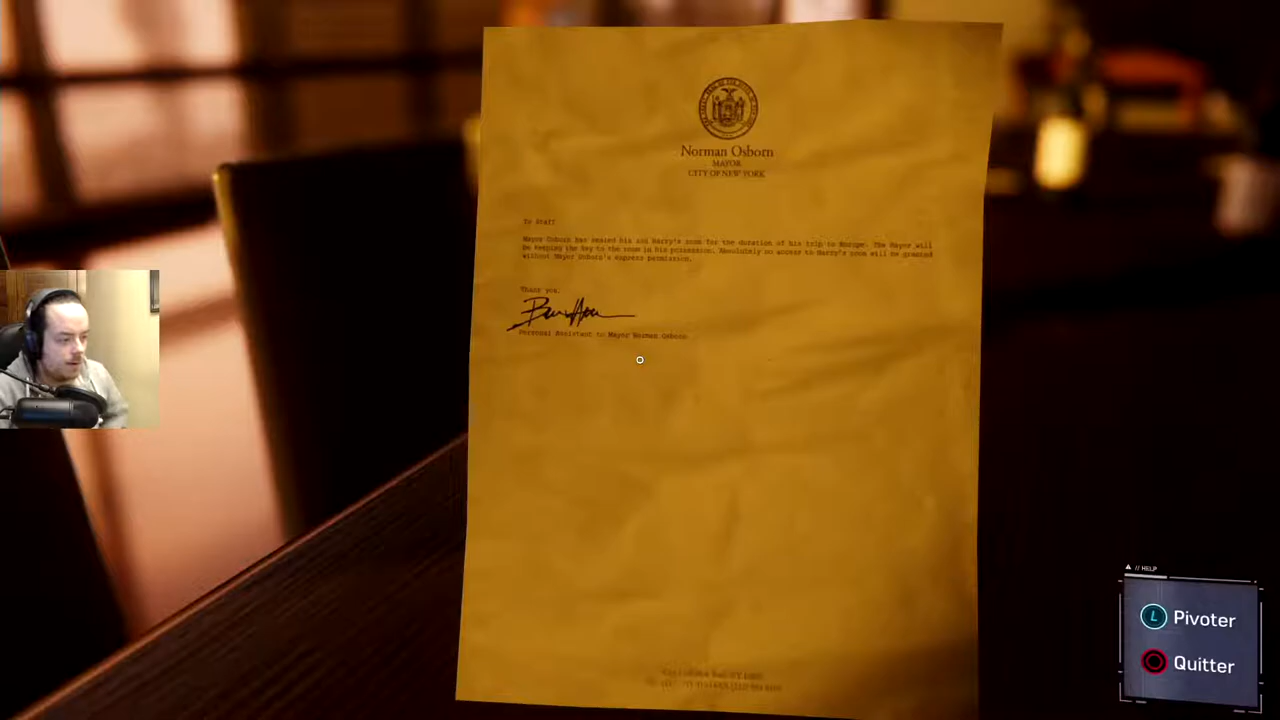 Norman Osborn
MAYOR
CITY OF NEW YORK
To Staff
Mayor Osborn has sealed his son Harry's room for the duration of his trip to Europe. The Mayor will
be keeping the key to the room in his possession. Absolutely no access to Harry's room will be granted
without Mayor Osborn's express permission.
Thank you,
Personal Assistant to Mayor Norman Osborn
// HELP
L Pivoter
Quitter